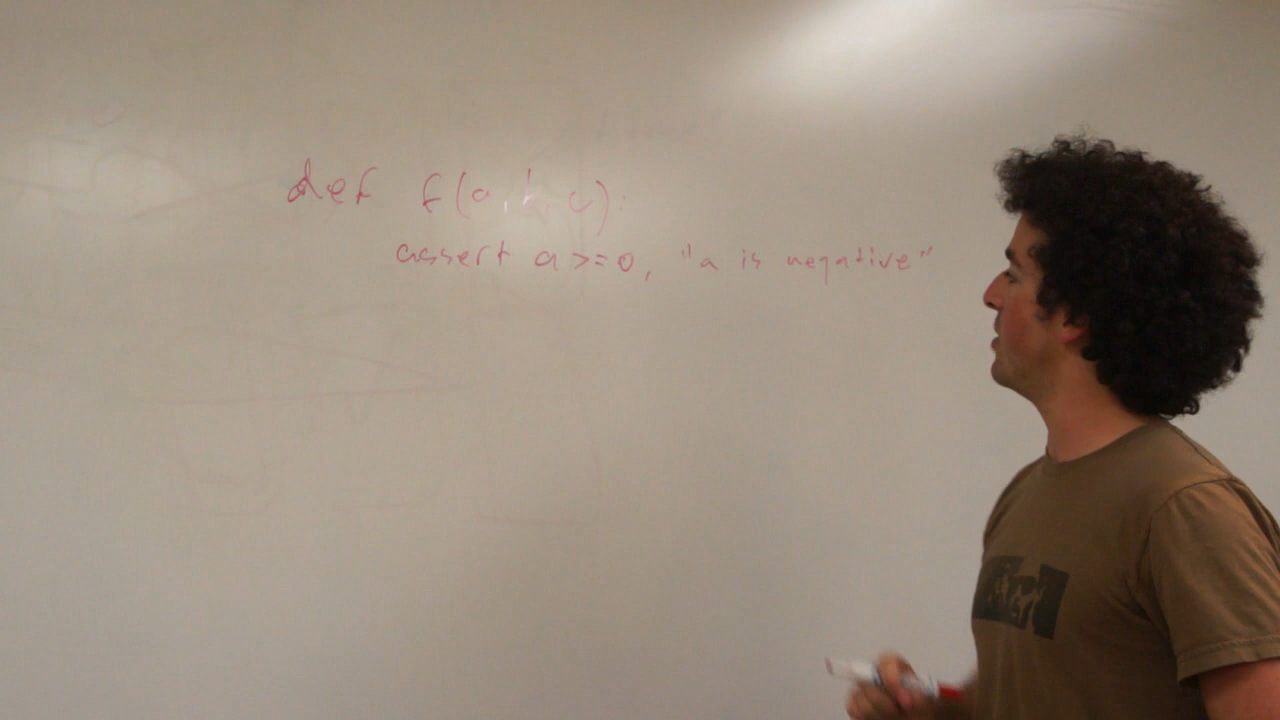 def f(a, b, c):
assert a >= 0, "a is negative"